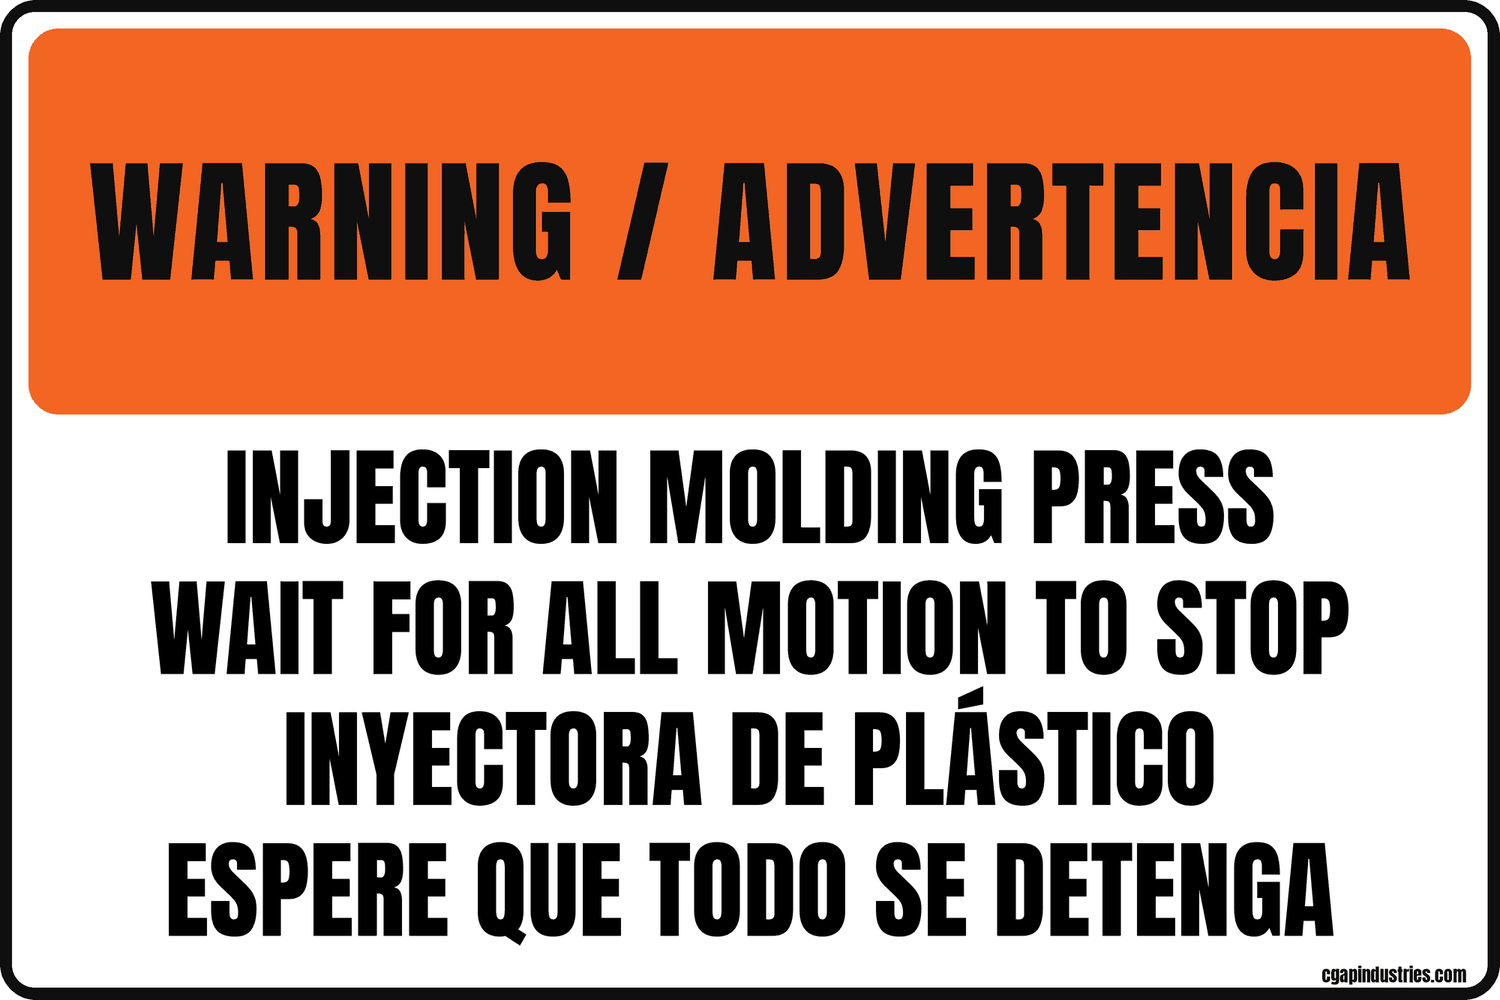 WARNING / ADVERTENCIA
INJECTION MOLDING PRESS
WAIT FOR ALL MOTION TO STOP
INYECTORA DE PLÁSTICO
ESPERE QUE TODO SE DETENGA
cgapindustries.com